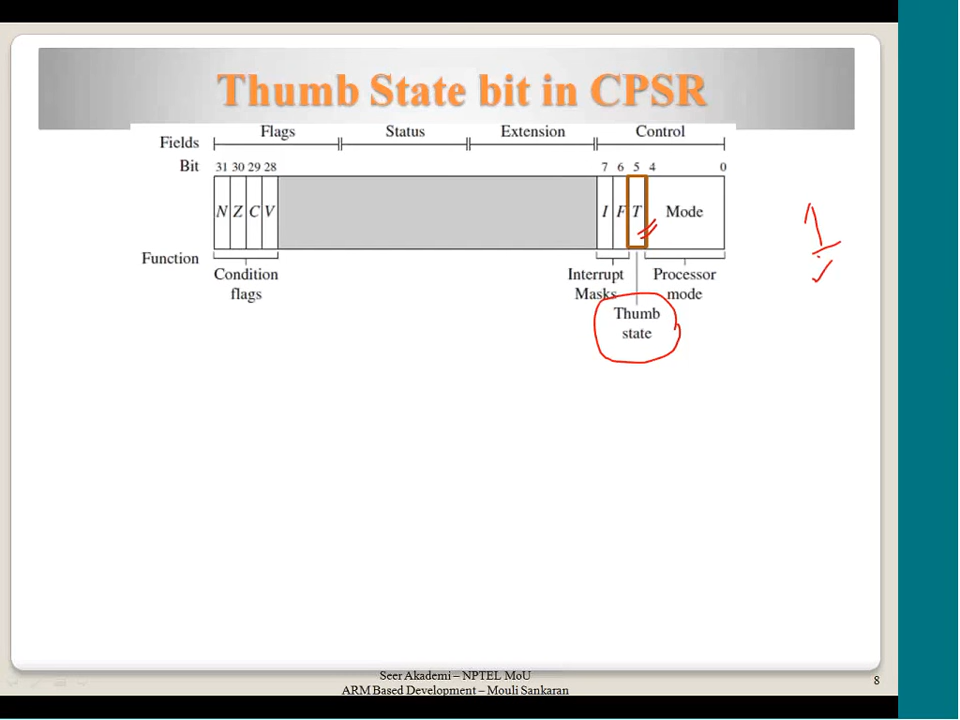 Thumb State bit in CPSR
Fields Flags Status Extension Control
Bit 31 30 29 28 7 6 5 4 0
N Z C V I F T Mode
Function
Condition flags
Interrupt Masks
Processor mode
Thumb state
1
Seer Akademi – NPTEL MoU
ARM Based Development – Mouli Sankaran
8